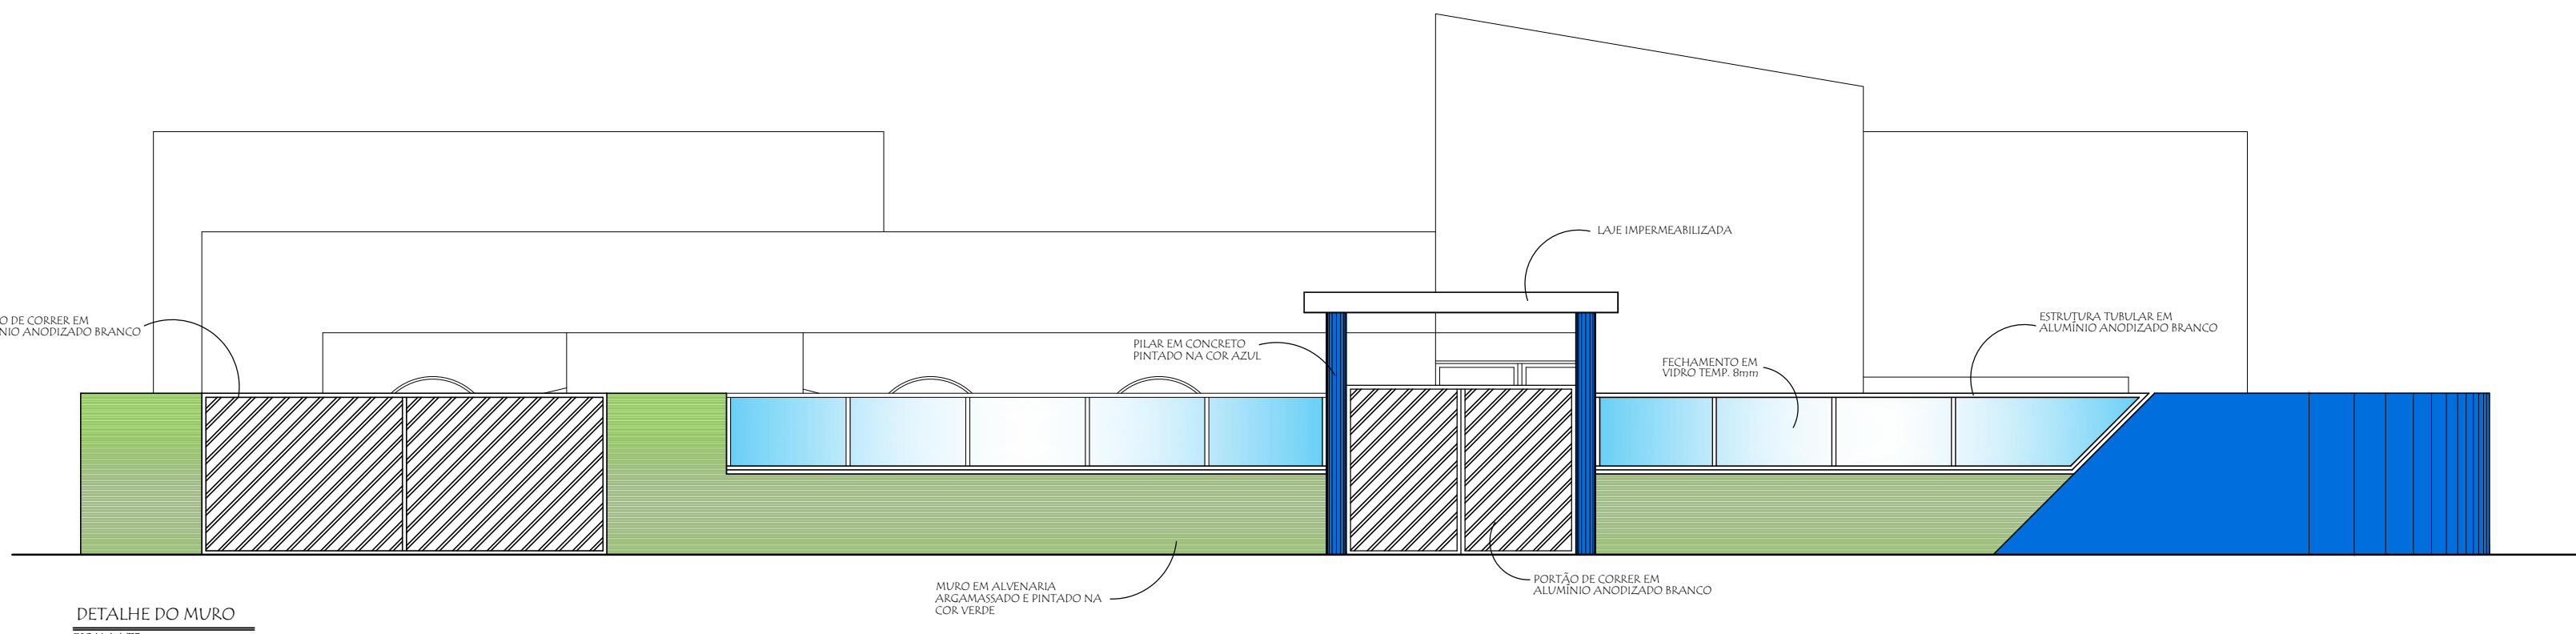 LAJE IMPERMEABILIZADA
O DE CORRER EM
NIO ANODIZADO BRANCO
ESTRUTURA TUBULAR EM
ALUMÍNIO ANODIZADO BRANCO
PILAR EM CONCRETO
PINTADO NA COR AZUL
FECHAMENTO EM
VIDRO TEMP. 8mm
PORTÃO DE CORRER EM
ALUMÍNIO ANODIZADO BRANCO
MURO EM ALVENARIA
ARGAMASSADO E PINTADO NA
COR VERDE
DETALHE DO MURO